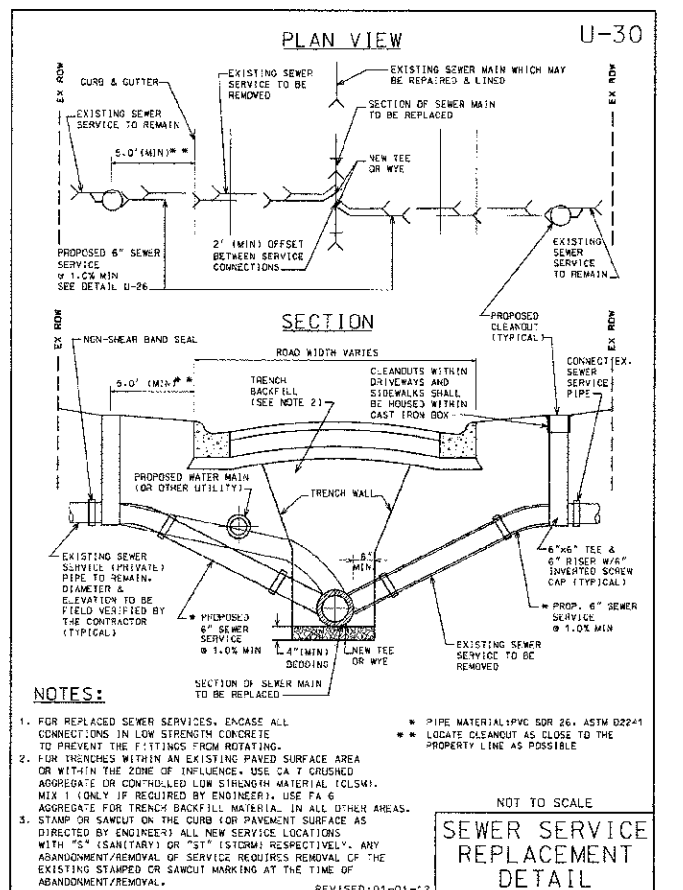 U-30
PLAN VIEW
EX ROW
CURB & GUTTER
EXISTING SEWER
SERVICE TO BE
REMOVED
EXISTING SEWER MAIN WHICH MAY
BE REPAIRED & LINED
EX ROW
EXISTING SEWER
SERVICE TO REMAIN
SECTION OF SEWER MAIN
TO BE REPLACED
5.0' (MIN)* *
NEW TEE
OR WYE
PROPOSED 6" SEWER
SERVICE
@ 1.0% MIN
SEE DETAIL U-26
2' (MIN) OFFSET
BETWEEN SERVICE
CONNECTIONS
EXISTING
SEWER
SERVICE
TO REMAIN
PROPOSED
CLEANOUT
(TYPICAL)
SECTION
EX ROW
NON-SHEAR BAND SEAL
ROAD WIDTH VARIES
EX ROW
CONNECT EX.
SEWER
SERVICE
PIPE
5.0' (MIN)* *
TRENCH
BACKFILL
(SEE NOTE 2)
CLEANOUTS WITHIN
DRIVEWAYS AND
SIDEWALKS SHALL
BE HOUSED WITHIN
CAST IRON BOX
PROPOSED WATER MAIN
(OR OTHER UTILITY)
TRENCH WALL
6"
MIN.
EXISTING SEWER
SERVICE (PRIVATE)
PIPE TO REMAIN.
DIAMETER &
ELEVATION TO BE
FIELD VERIFIED BY
THE CONTRACTOR
(TYPICAL)
6"x6" TEE &
6" RISER W/6"
INVERTED SCREW
CAP (TYPICAL)
* PROPOSED
6" SEWER
SERVICE
@ 1.0% MIN
* PROP. 6" SEWER
SERVICE
@ 1.0% MIN
4"(MIN)
BEDDING
NEW TEE
OR WYE
EXISTING SEWER
SERVICE TO BE
REMOVED
SECTION OF SEWER MAIN
TO BE REPLACED
NOTES:
1. FOR REPLACED SEWER SERVICES, ENCASE ALL
CONNECTIONS IN LOW STRENGTH CONCRETE
TO PREVENT THE FITTINGS FROM ROTATING.
2. FOR TRENCHES WITHIN AN EXISTING PAVED SURFACE AREA
OR WITHIN THE ZONE OF INFLUENCE, USE CA 7 CRUSHED
AGGREGATE OR CONTROLLED LOW STRENGTH MATERIAL (CLSM),
MIX 1 (ONLY IF REQUIRED BY ENGINEER). USE FA 6
AGGREGATE FOR TRENCH BACKFILL MATERIAL IN ALL OTHER AREAS.
3. STAMP OR SAWCUT ON THE CURB (OR PAVEMENT SURFACE AS
DIRECTED BY ENGINEER) ALL NEW SERVICE LOCATIONS
WITH "S" (SANITARY) OR "ST" (STORM) RESPECTIVELY. ANY
ABANDONMENT/REMOVAL OF SERVICE REQUIRES REMOVAL OF THE
EXISTING STAMPED OR SAWCUT MARKING AT THE TIME OF
ABANDONMENT/REMOVAL.
* PIPE MATERIAL:PVC SDR 26, ASTM D2241
* * LOCATE CLEANOUT AS CLOSE TO THE
PROPERTY LINE AS POSSIBLE
NOT TO SCALE
SEWER SERVICE
REPLACEMENT
DETAIL